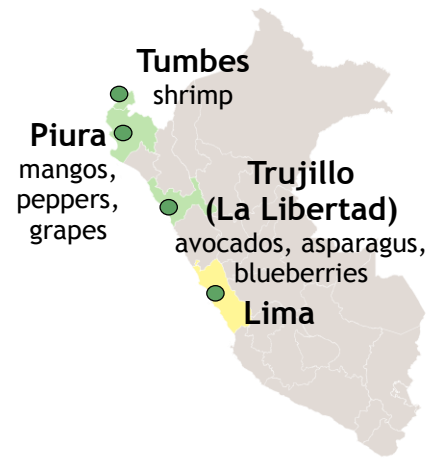 Tumbes
shrimp
Piura
mangos,
peppers,
grapes
Trujillo
(La Libertad)
avocados, asparagus,
blueberries
Lima